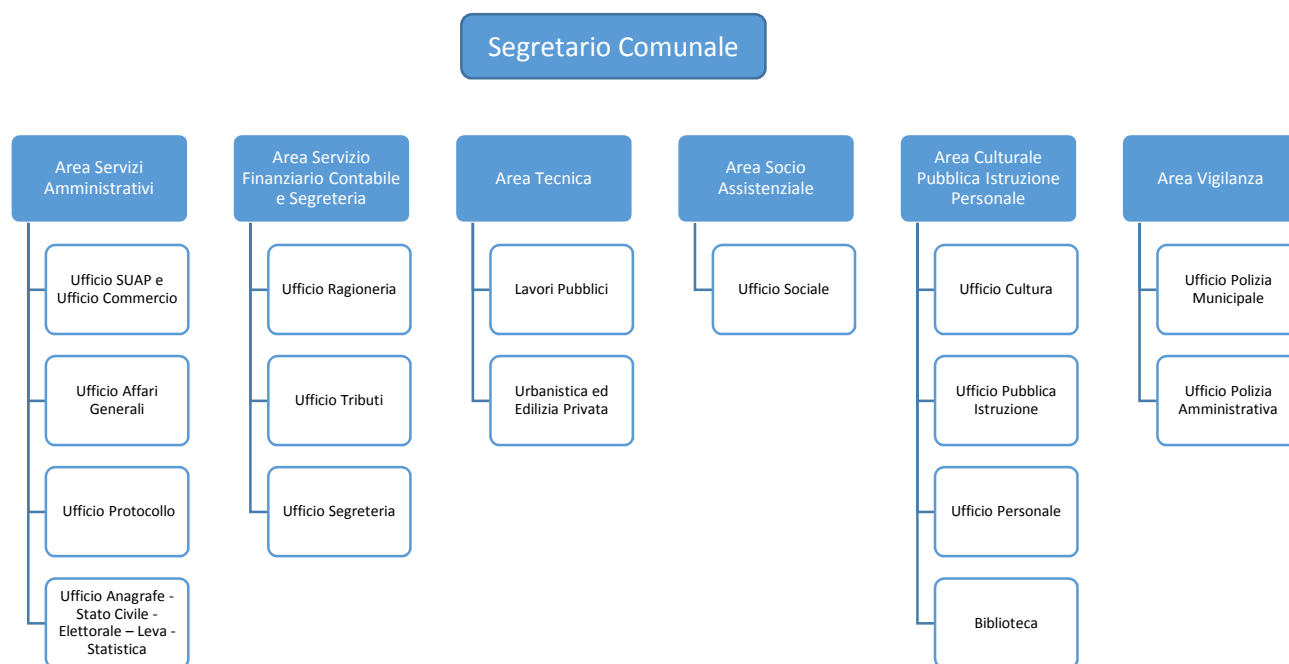 Segretario Comunale
Area Servizi
Amministrativi
Ufficio SUAP e
Ufficio Commercio
Ufficio Affari
Generali
Ufficio Protocollo
Ufficio Anagrafe -
Stato Civile -
Elettorale – Leva -
Statistica
Area Servizio
Finanziario Contabile
e Segreteria
Ufficio Ragioneria
Ufficio Tributi
Ufficio Segreteria
Area Tecnica
Lavori Pubblici
Urbanistica ed
Edilizia Privata
Area Socio
Assistenziale
Ufficio Sociale
Area Culturale
Pubblica Istruzione
Personale
Ufficio Cultura
Ufficio Pubblica
Istruzione
Ufficio Personale
Biblioteca
Area Vigilanza
Ufficio Polizia
Municipale
Ufficio Polizia
Amministrativa